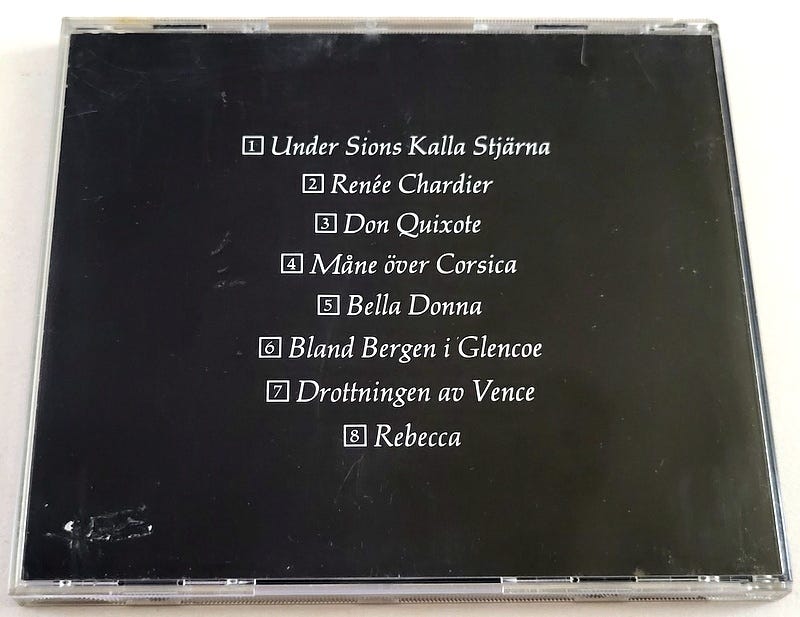 1 Under Sions Kalla Stjärna
2 Renée Chardier
3 Don Quixote
4 Måne över Corsica
5 Bella Donna
6 Bland Bergen i Glencoe
7 Drottningen av Vence
8 Rebecca